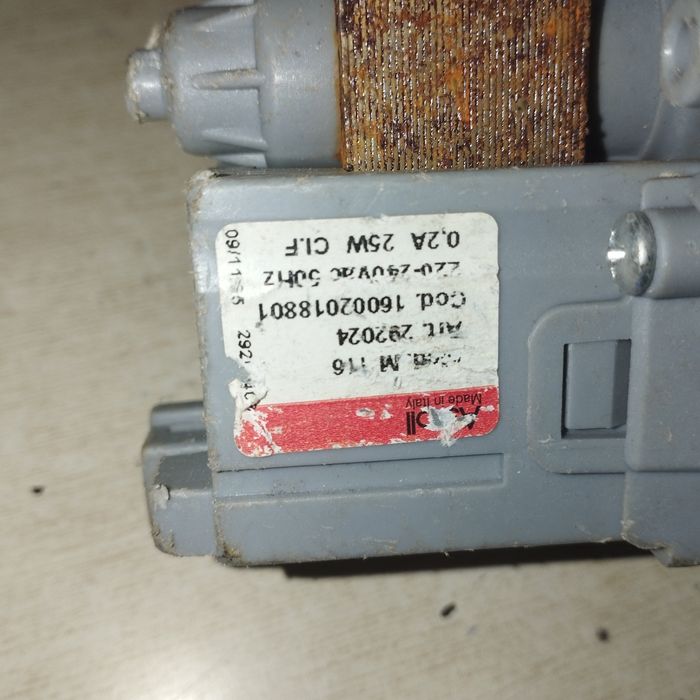 Made in Italy
M 116
Art. 292024
Cod. 16002018801
220-240Vac 50Hz
0,2A 25W Cl.F